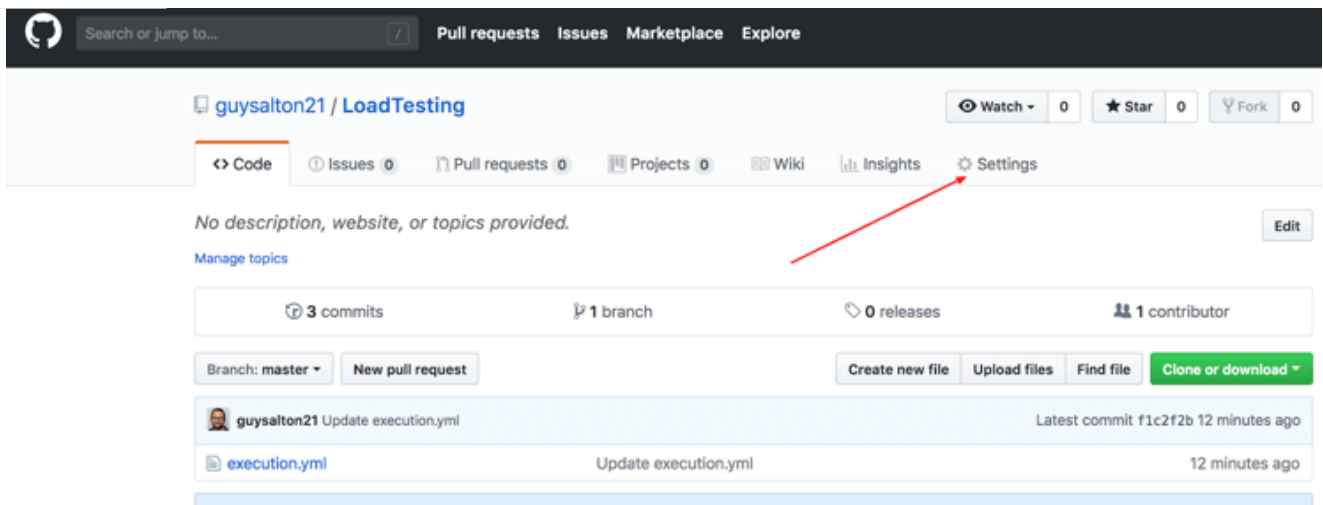 Search or jump to... / Pull requests Issues Marketplace Explore
guysalton21 / LoadTesting Watch 0 Star 0 Fork 0
Code Issues 0 Pull requests 0 Projects 0 Wiki Insights Settings
No description, website, or topics provided. Edit
Manage topics
3 commits 1 branch 0 releases 1 contributor
Branch: master New pull request Create new file Upload files Find file Clone or download
guysalton21 Update execution.yml Latest commit f1c2f2b 12 minutes ago
execution.yml Update execution.yml 12 minutes ago